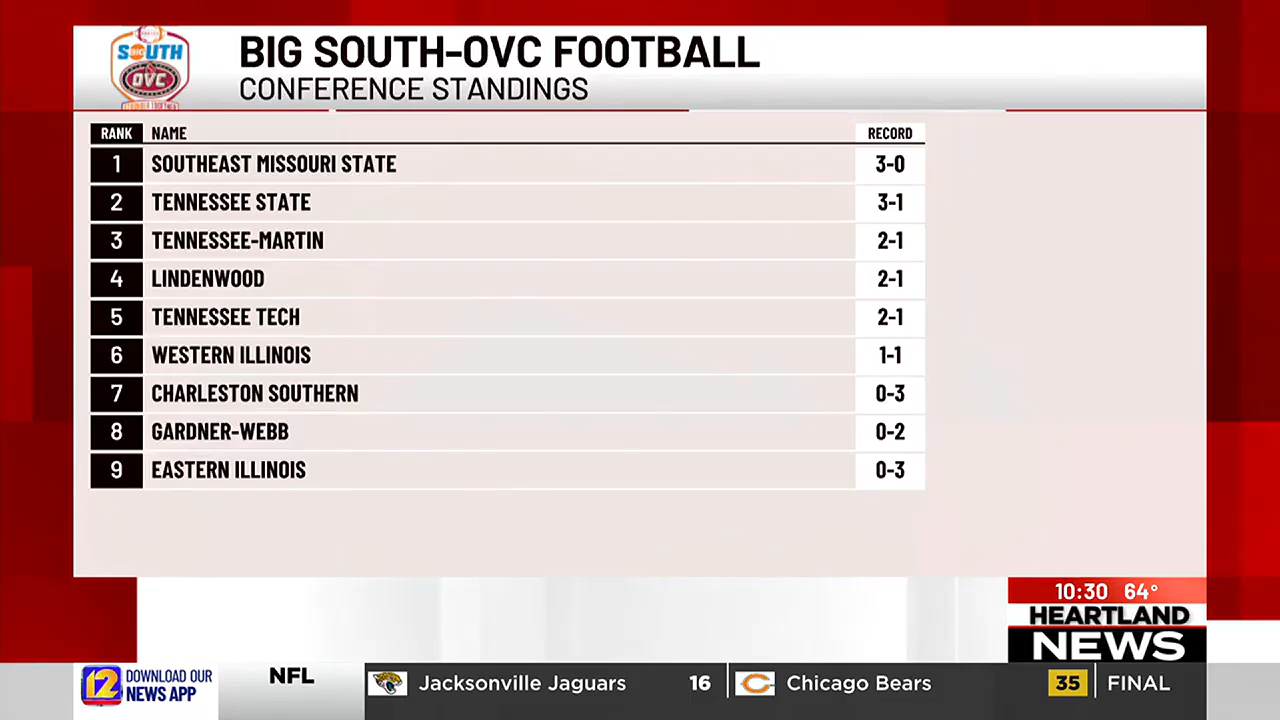 SOUTH
BIG
OVC
BIG SOUTH-OVC FOOTBALL
CONFERENCE STANDINGS
RANK NAME RECORD
1 SOUTHEAST MISSOURI STATE 3-0
2 TENNESSEE STATE 3-1
3 TENNESSEE-MARTIN 2-1
4 LINDENWOOD 2-1
5 TENNESSEE TECH 2-1
6 WESTERN ILLINOIS 1-1
7 CHARLESTON SOUTHERN 0-3
8 GARDNER-WEBB 0-2
9 EASTERN ILLINOIS 0-3
10:30 64°
HEARTLAND
NEWS
12 DOWNLOAD OUR
NEWS APP
NFL Jacksonville Jaguars 16 Chicago Bears 35 FINAL